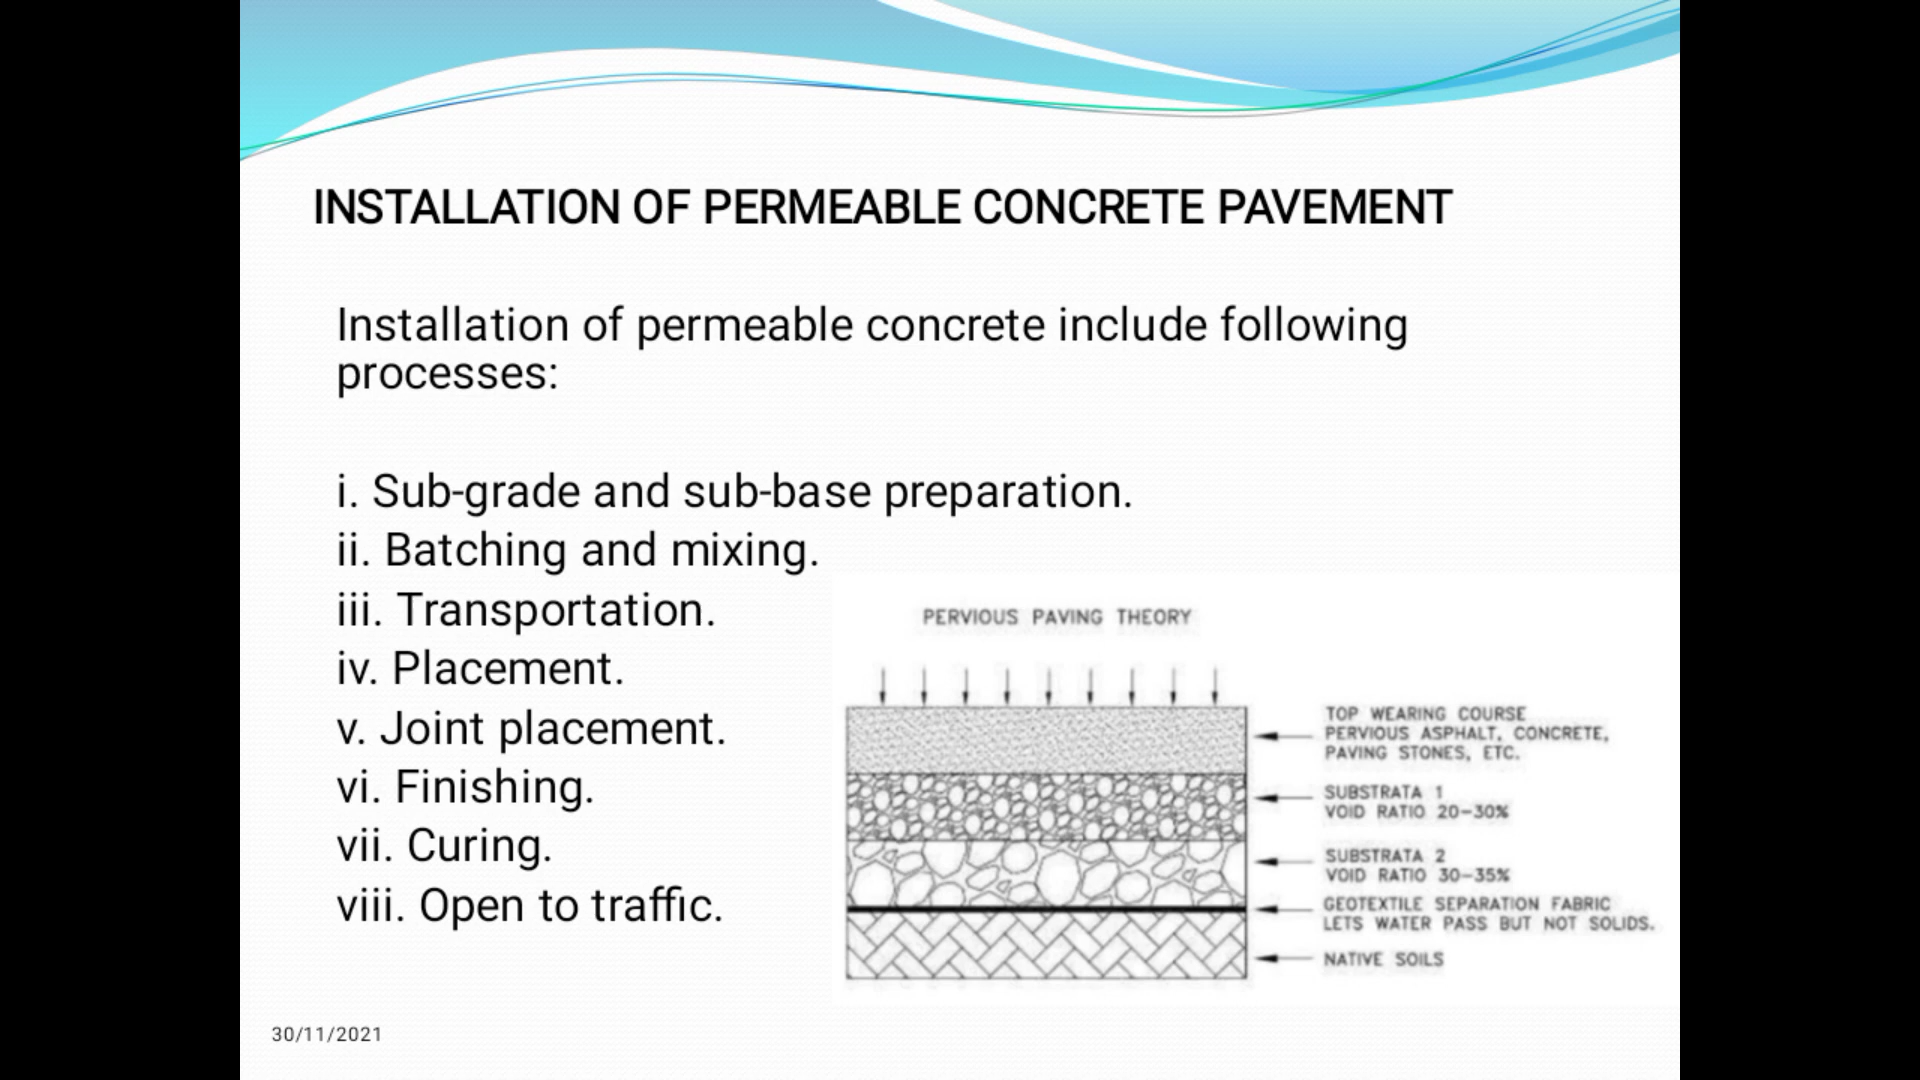 INSTALLATION OF PERMEABLE CONCRETE PAVEMENT
Installation of permeable concrete include following
processes:
i. Sub-grade and sub-base preparation.
ii. Batching and mixing.
iii. Transportation.
iv. Placement.
v. Joint placement.
vi. Finishing.
vii. Curing.
viii. Open to traffic.
PERVIOUS PAVING THEORY
TOP WEARING COURSE
PERVIOUS ASPHALT, CONCRETE,
PAVING STONES, ETC.
SUBSTRATA 1
VOID RATIO 20-30%
SUBSTRATA 2
VOID RATIO 30-35%
GEOTEXTILE SEPARATION FABRIC
LETS WATER PASS BUT NOT SOLIDS.
NATIVE SOILS
30/11/2021